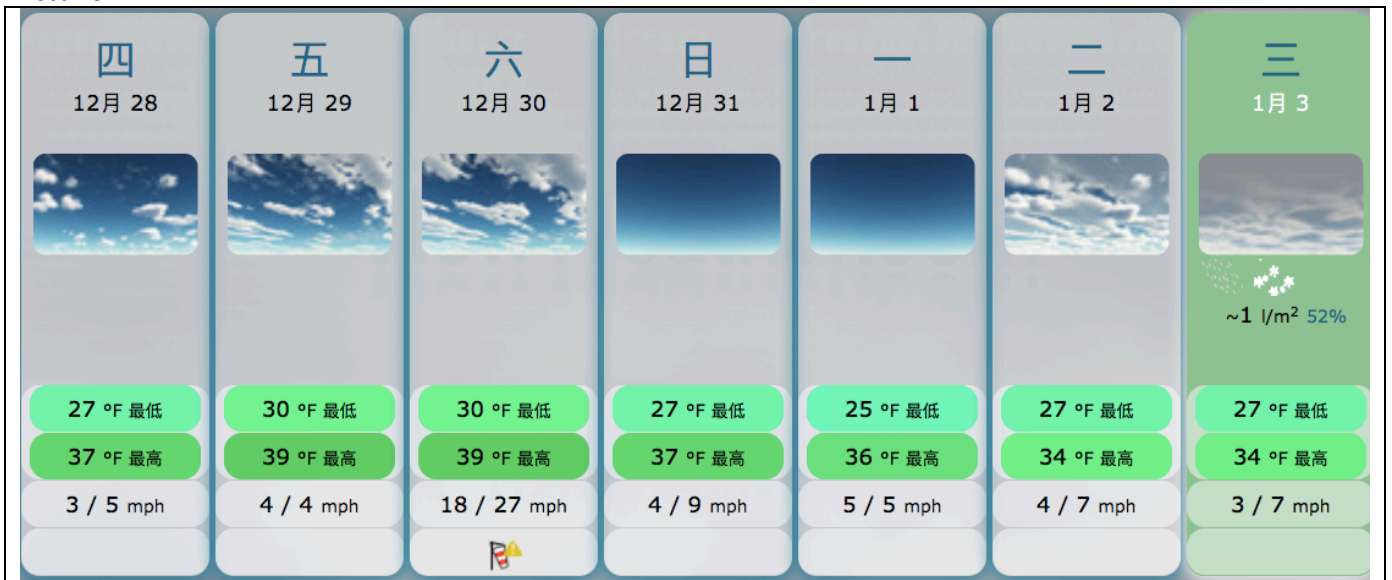 四 五 六 日 一 二 三
12月 28 12月 29 12月 30 12月 31 1月 1 1月 2 1月 3
~1 l/m² 52%
27 °F 最低 30 °F 最低 30 °F 最低 27 °F 最低 25 °F 最低 27 °F 最低 27 °F 最低
37 °F 最高 39 °F 最高 39 °F 最高 37 °F 最高 36 °F 最高 34 °F 最高 34 °F 最高
3 / 5 mph 4 / 4 mph 18 / 27 mph 4 / 9 mph 5 / 5 mph 4 / 7 mph 3 / 7 mph